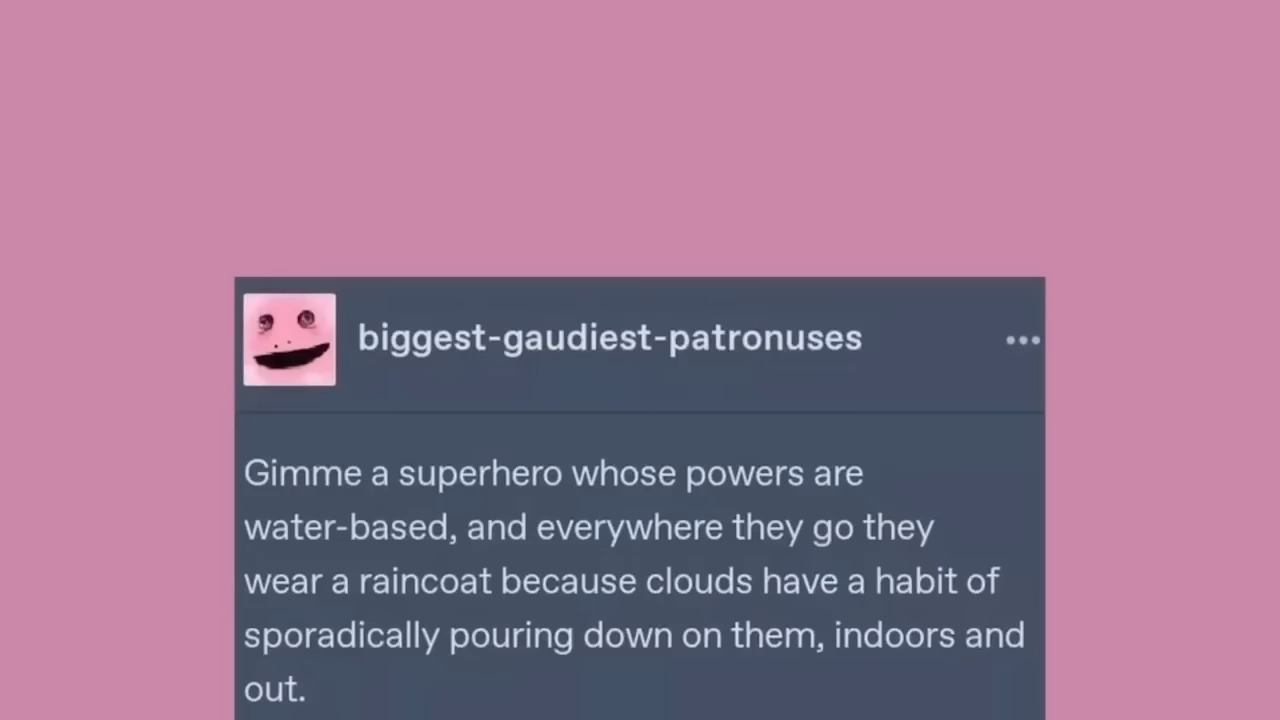 biggest-gaudiest-patronuses
Gimme a superhero whose powers are
water-based, and everywhere they go they
wear a raincoat because clouds have a habit of
sporadically pouring down on them, indoors and
out.